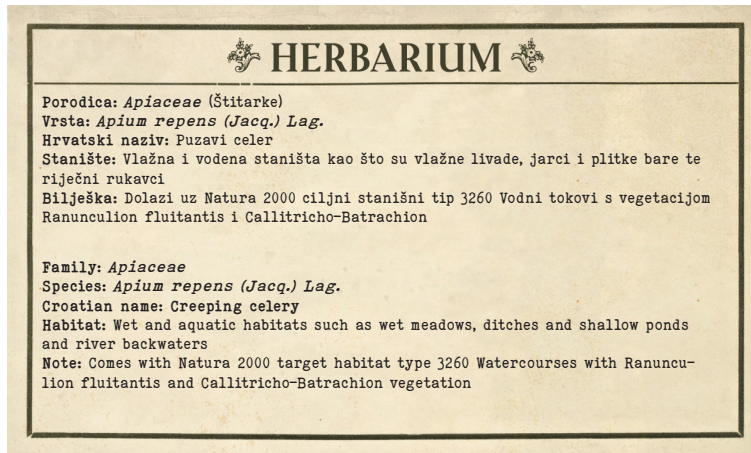 HERBARIUM
Porodica: Apiaceae (Štitarke)
Vrsta: Apium repens (Jacq.) Lag.
Hrvatski naziv: Puzavi celer
Stanište: Vlažna i vodena staništa kao što su vlažne livade, jarci i plitke bare te
riječni rukavci
Bilješka: Dolazi uz Natura 2000 ciljni stanišni tip 3260 Vodni tokovi s vegetacijom
Ranunculion fluitantis i Callitricho-Batrachion
Family: Apiaceae
Species: Apium repens (Jacq.) Lag.
Croatian name: Creeping celery
Habitat: Wet and aquatic habitats such as wet meadows, ditches and shallow ponds
and river backwaters
Note: Comes with Natura 2000 target habitat type 3260 Watercourses with Ranuncu-
lion fluitantis and Callitricho-Batrachion vegetation